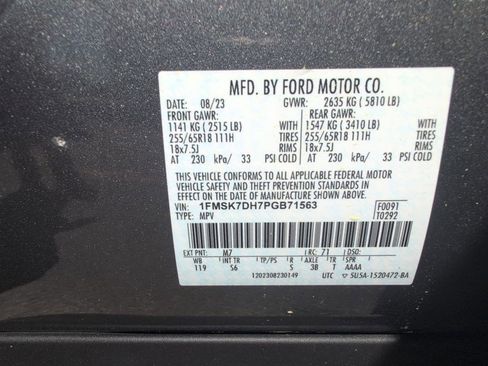 MFD. BY FORD MOTOR CO.
DATE: 08/23 GVWR: 2635 KG ( 5810 LB)
FRONT GAWR: REAR GAWR:
1141 KG ( 2515 LB) 1547 KG ( 3410 LB)
255/65R18 111H TIRES 255/65R18 111H TIRES
18x7.5J RIMS 18x7.5J RIMS
AT 230 kPa/ 33 PSI COLD AT 230 kPa/ 33 PSI COLD
THIS VEHICLE CONFORMS TO ALL APPLICABLE FEDERAL MOTOR
VEHICLE SAFETY AND THEFT PREVENTION STANDARDS IN
EFFECT ON THE DATE OF MANUFACTURE SHOWN ABOVE.
VIN: 1FMSK7DH7PGB71563 F0091
TYPE: MPV T0292
EXT PNT: M7 RC: 71 DSO:
WB INT TR TP/PS R AXLE TR SPR
119 S6 S 3B T AAAA
1202308230149 UTC ▽ 5U5A-1520472-BA